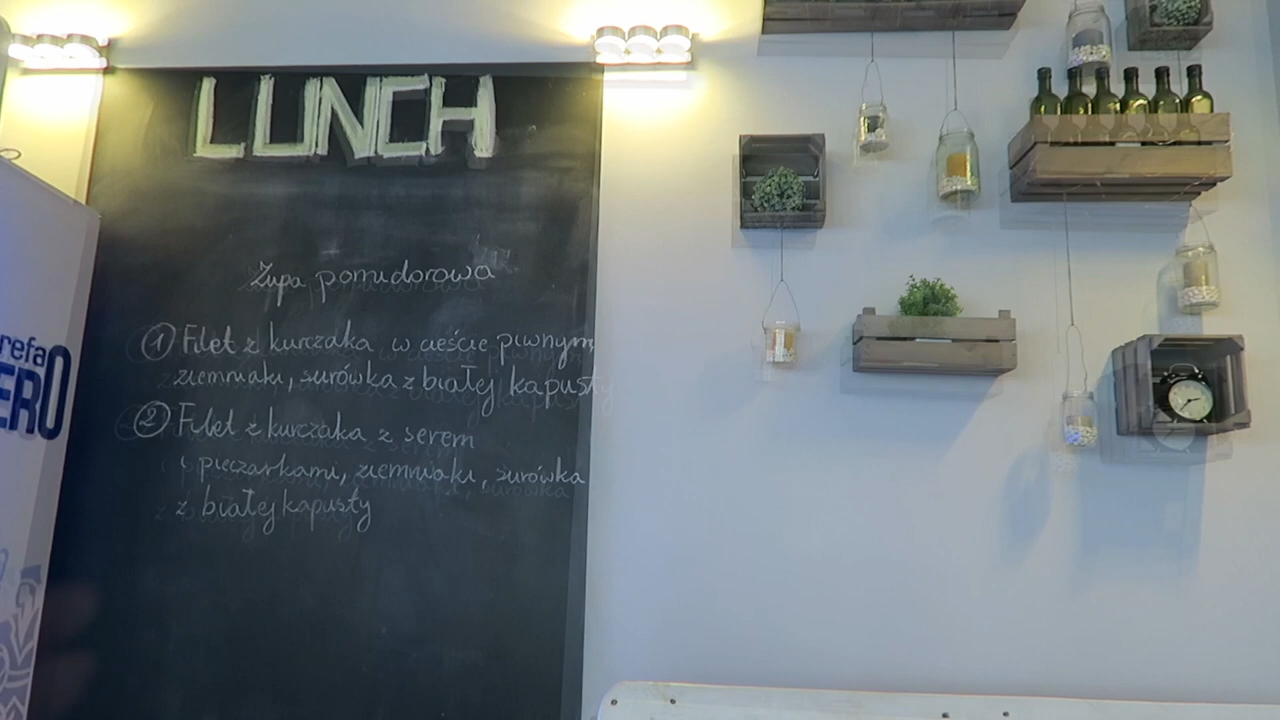 LUNCH
Zupa pomidorowa
① Filet z kurczaka w cieście piwnym,
ziemniaki, surówka z białej kapusty
② Filet z kurczaka z serem
i pieczarkami, ziemniaki, surówka
z białej kapusty
refa
ERO